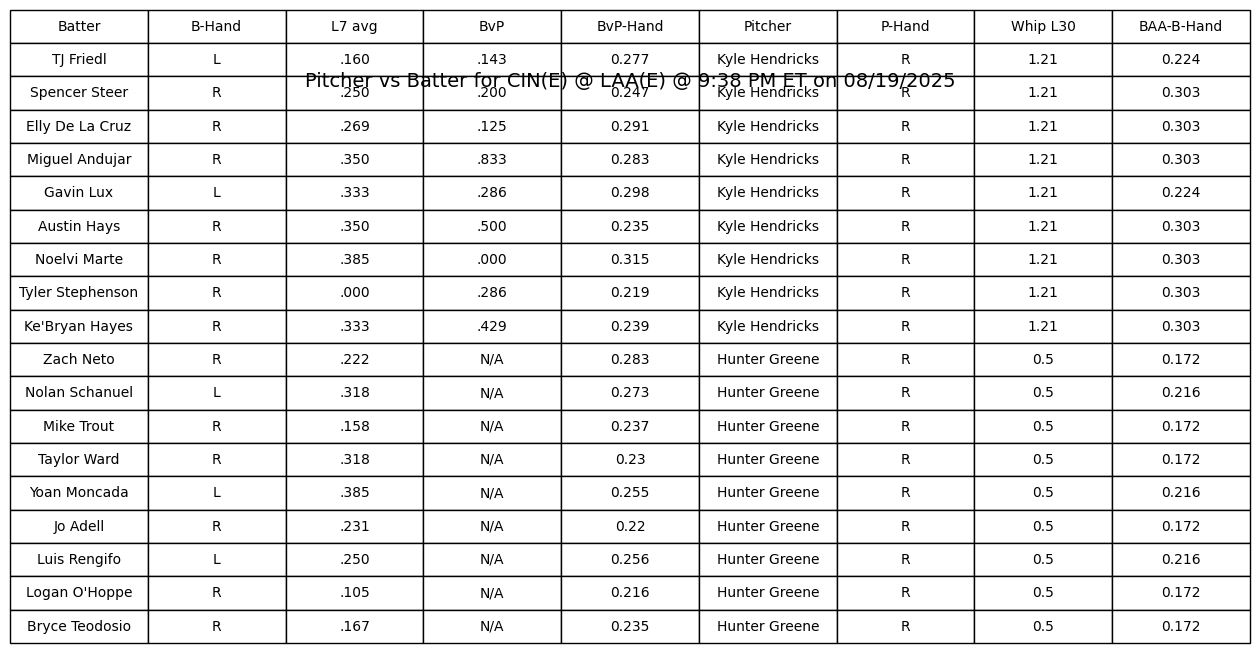 Batter B-Hand L7 avg BvP BvP-Hand Pitcher P-Hand Whip L30 BAA-B-Hand
TJ Friedl L .160 .143 0.277 Kyle Hendricks R 1.21 0.224
Pitcher vs Batter for CIN(E) @ LAA(E) @ 9:38 PM ET on 08/19/2025
Spencer Steer R .250 .200 0.247 Kyle Hendricks R 1.21 0.303
Elly De La Cruz R .269 .125 0.291 Kyle Hendricks R 1.21 0.303
Miguel Andujar R .350 .833 0.283 Kyle Hendricks R 1.21 0.303
Gavin Lux L .333 .286 0.298 Kyle Hendricks R 1.21 0.224
Austin Hays R .350 .500 0.235 Kyle Hendricks R 1.21 0.303
Noelvi Marte R .385 .000 0.315 Kyle Hendricks R 1.21 0.303
Tyler Stephenson R .000 .286 0.219 Kyle Hendricks R 1.21 0.303
Ke'Bryan Hayes R .333 .429 0.239 Kyle Hendricks R 1.21 0.303
Zach Neto R .222 N/A 0.283 Hunter Greene R 0.5 0.172
Nolan Schanuel L .318 N/A 0.273 Hunter Greene R 0.5 0.216
Mike Trout R .158 N/A 0.237 Hunter Greene R 0.5 0.172
Taylor Ward R .318 N/A 0.23 Hunter Greene R 0.5 0.172
Yoan Moncada L .385 N/A 0.255 Hunter Greene R 0.5 0.216
Jo Adell R .231 N/A 0.22 Hunter Greene R 0.5 0.172
Luis Rengifo L .250 N/A 0.256 Hunter Greene R 0.5 0.216
Logan O'Hoppe R .105 N/A 0.216 Hunter Greene R 0.5 0.172
Bryce Teodosio R .167 N/A 0.235 Hunter Greene R 0.5 0.172